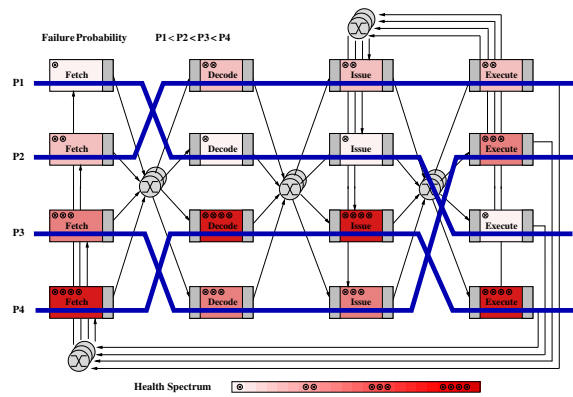 Failure Probability P1 < P2 < P3 < P4
P1 Fetch Decode Issue Execute
P2 Fetch Decode Issue Execute
P3 Fetch Decode Issue Execute
P4 Fetch Decode Issue Execute
Health Spectrum